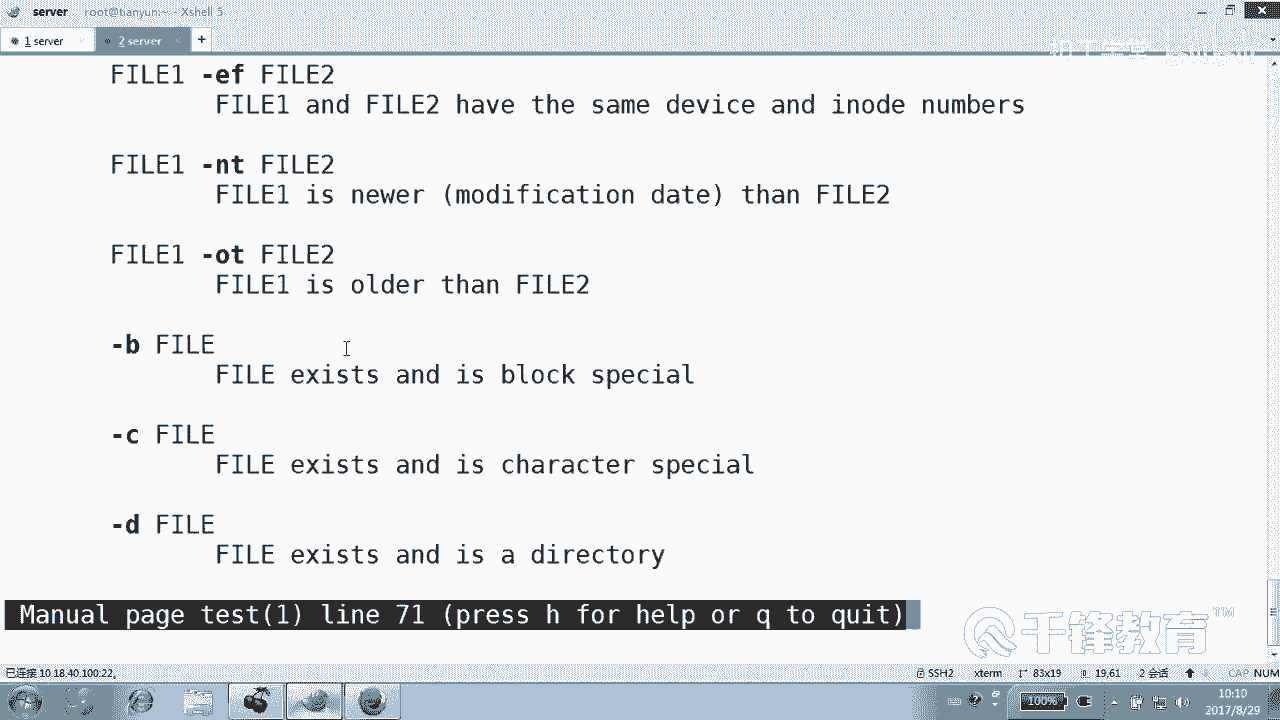 server root@tianyun:~ - Xshell 5
1 server
2 server
+
FILE1 -ef FILE2
FILE1 and FILE2 have the same device and inode numbers
FILE1 -nt FILE2
FILE1 is newer (modification date) than FILE2
FILE1 -ot FILE2
FILE1 is older than FILE2
-b FILE
FILE exists and is block special
-c FILE
FILE exists and is character special
-d FILE
FILE exists and is a directory
Manual page test(1) line 71 (press h for help or q to quit)
千锋教育™
已连接 10.18.40.100:22。
SSH2 xterm 83x19 19,61 2 会话 CAP NUM
100%
10:10
2017/8/29